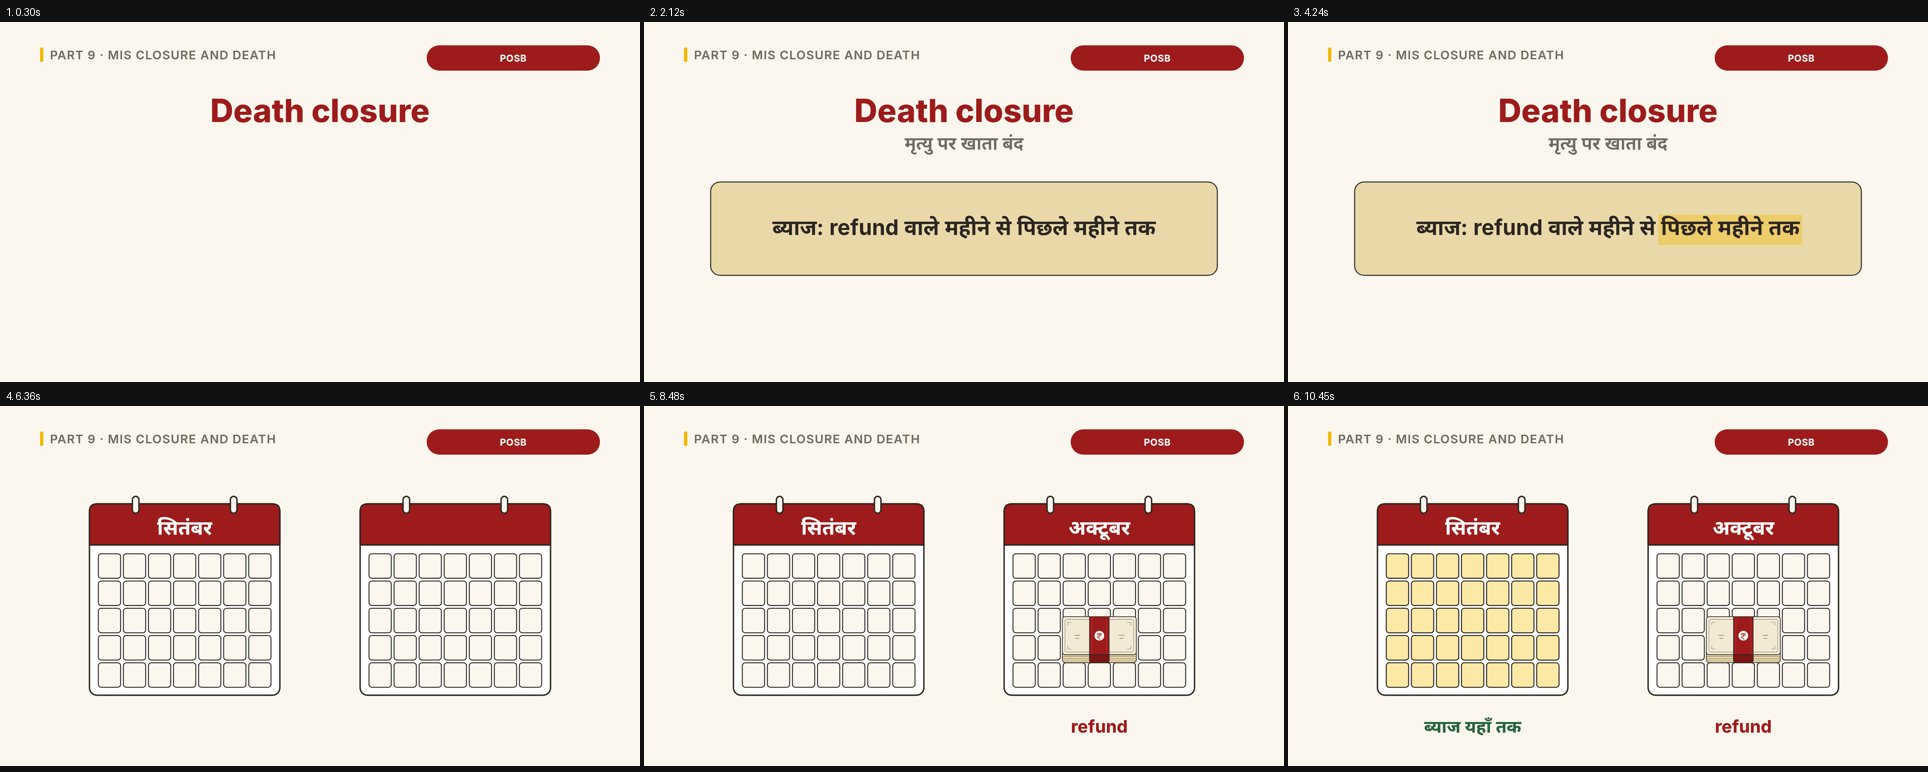 1. 0.30s
PART 9 · MIS CLOSURE AND DEATH
POSB
Death closure
2. 2.12s
PART 9 · MIS CLOSURE AND DEATH
POSB
Death closure
मृत्यु पर खाता बंद
ब्याज: refund वाले महीने से पिछले महीने तक
3. 4.24s
PART 9 · MIS CLOSURE AND DEATH
POSB
Death closure
मृत्यु पर खाता बंद
ब्याज: refund वाले महीने से पिछले महीने तक
4. 6.36s
PART 9 · MIS CLOSURE AND DEATH
POSB
सितंबर
5. 8.48s
PART 9 · MIS CLOSURE AND DEATH
POSB
सितंबर
अक्टूबर
₹
refund
6. 10.45s
PART 9 · MIS CLOSURE AND DEATH
POSB
सितंबर
अक्टूबर
₹
ब्याज यहाँ तक
refund